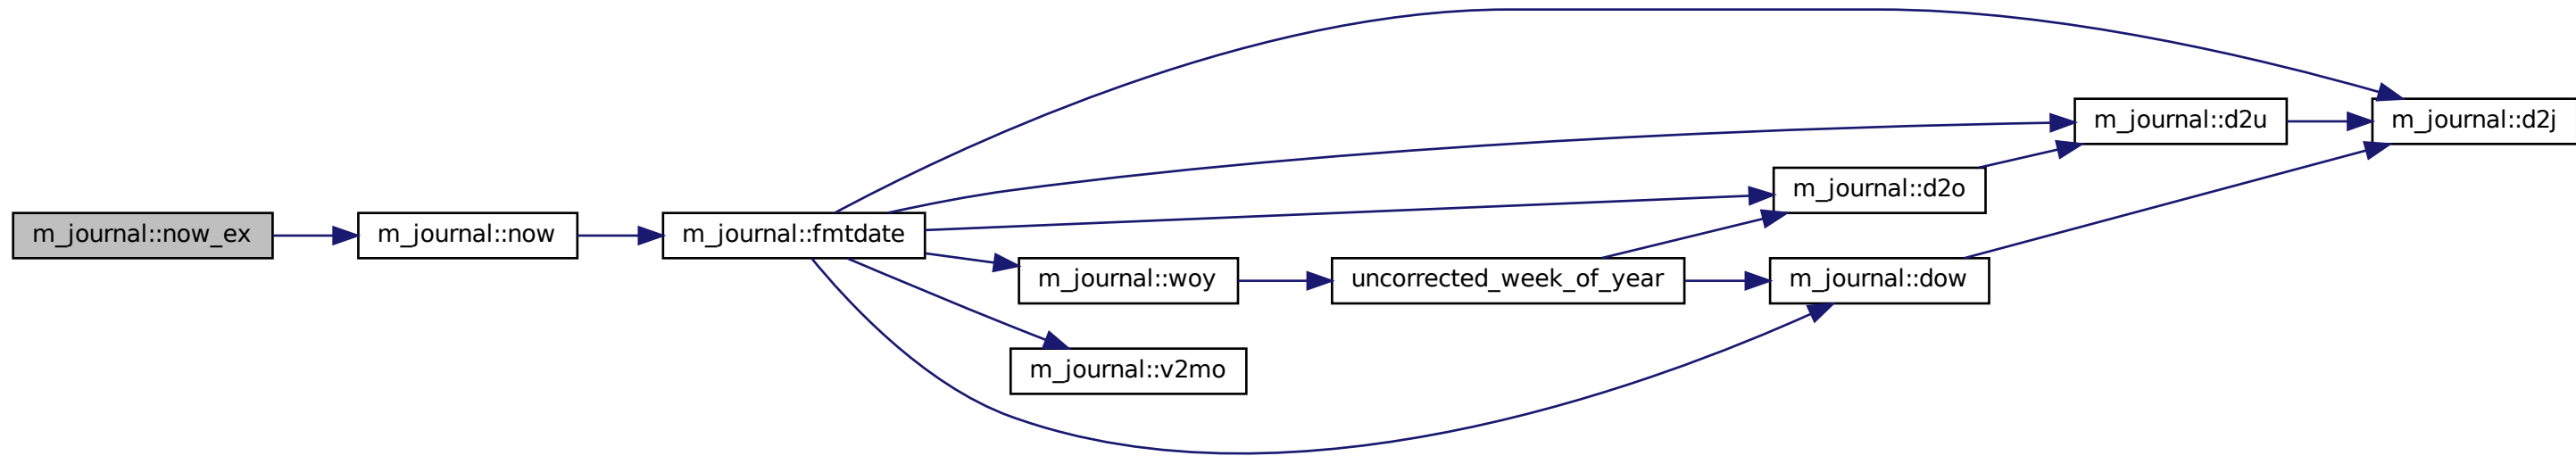 m_journal::now_ex
m_journal::now
m_journal::fmtdate
m_journal::woy
m_journal::v2mo
uncorrected_week_of_year
m_journal::d2o
m_journal::dow
m_journal::d2u
m_journal::d2j